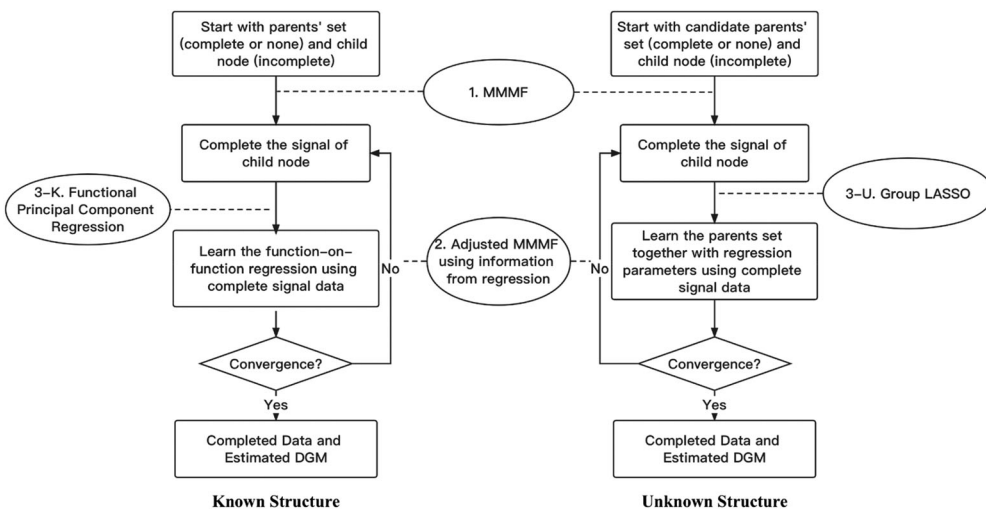 Start with parents' set
(complete or none) and child
node (incomplete)
Start with candidate parents'
set (complete or none) and
child node (incomplete)
1. MMMF
Complete the signal of
child node
Complete the signal of
child node
3-K. Functional
Principal Component
Regression
3-U. Group LASSO
Learn the function-on-
function regression using
complete signal data
No
2. Adjusted MMMF
using information
from regression
No
Learn the parents set
together with regression
parameters using complete
signal data
Convergence?
Convergence?
Yes
Yes
Completed Data and
Estimated DGM
Completed Data and
Estimated DGM
Known Structure
Unknown Structure